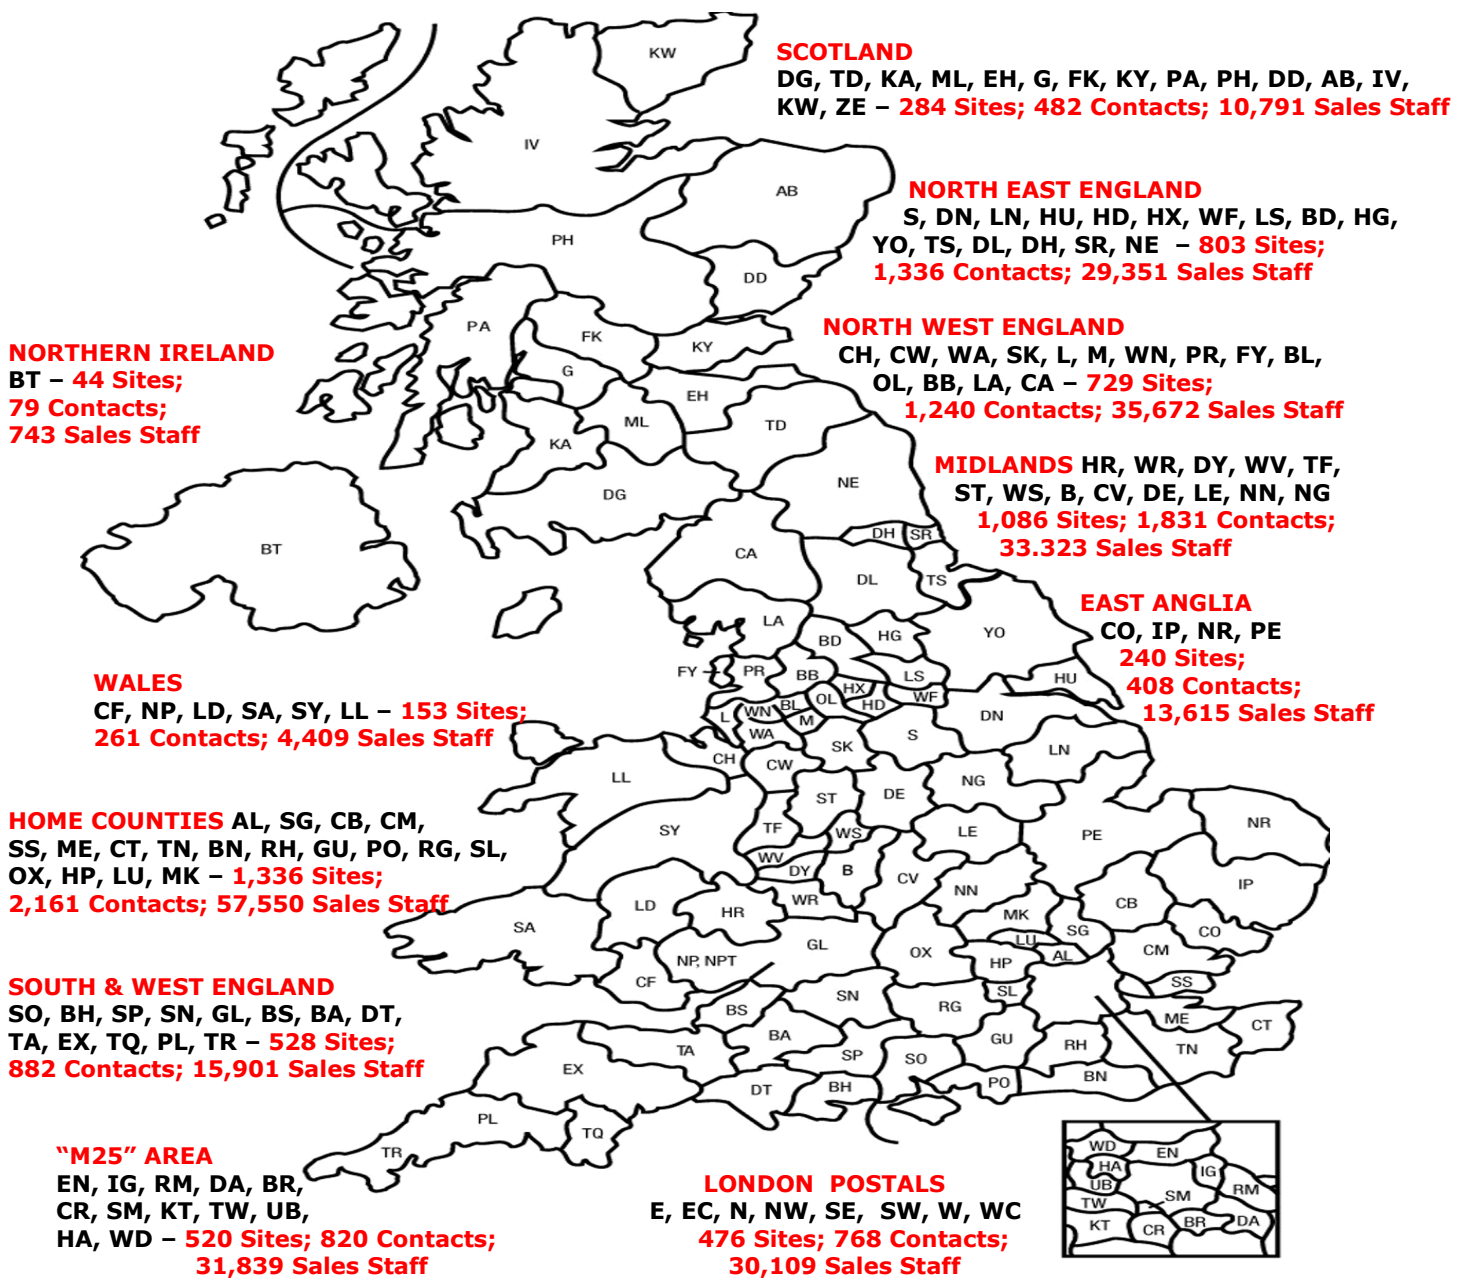 SCOTLAND
DG, TD, KA, ML, EH, G, FK, KY, PA, PH, DD, AB, IV,
KW, ZE – 284 Sites; 482 Contacts; 10,791 Sales Staff
NORTH EAST ENGLAND
S, DN, LN, HU, HD, HX, WF, LS, BD, HG,
YO, TS, DL, DH, SR, NE – 803 Sites;
1,336 Contacts; 29,351 Sales Staff
NORTH WEST ENGLAND
CH, CW, WA, SK, L, M, WN, PR, FY, BL,
OL, BB, LA, CA – 729 Sites;
1,240 Contacts; 35,672 Sales Staff
NORTHERN IRELAND
BT – 44 Sites;
79 Contacts;
743 Sales Staff
MIDLANDS HR, WR, DY, WV, TF,
ST, WS, B, CV, DE, LE, NN, NG
1,086 Sites; 1,831 Contacts;
33.323 Sales Staff
EAST ANGLIA
CO, IP, NR, PE
240 Sites;
408 Contacts;
13,615 Sales Staff
WALES
CF, NP, LD, SA, SY, LL – 153 Sites;
261 Contacts; 4,409 Sales Staff
HOME COUNTIES AL, SG, CB, CM,
SS, ME, CT, TN, BN, RH, GU, PO, RG, SL,
OX, HP, LU, MK – 1,336 Sites;
2,161 Contacts; 57,550 Sales Staff
SOUTH & WEST ENGLAND
SO, BH, SP, SN, GL, BS, BA, DT,
TA, EX, TQ, PL, TR – 528 Sites;
882 Contacts; 15,901 Sales Staff
“M25” AREA
EN, IG, RM, DA, BR,
CR, SM, KT, TW, UB,
HA, WD – 520 Sites; 820 Contacts;
31,839 Sales Staff
LONDON POSTALS
E, EC, N, NW, SE, SW, W, WC
476 Sites; 768 Contacts;
30,109 Sales Staff
KW
IV
AB
PH
DD
PA
FK
KY
G
EH
ML
TD
KA
DG
NE
BT
CA
DH
SR
DL
TS
LA
BD
HG
YO
FY
PR
BB
LS
HU
HX
WF
OL
HD
BL
WN
L
M
DN
WA
S
SK
LN
CH
CW
LL
NG
ST
DE
SY
TF
WS
LE
PE
NR
WV
DY
B
CV
NN
IP
LD
HR
WR
CB
SA
MK
SG
CO
GL
LU
NP, NPT
OX
HP
AL
CM
CF
SS
SN
SL
BS
RG
ME
CT
BA
GU
RH
TN
TA
SP
SO
EX
BN
DT
BH
PO
PL
TQ
TR
WD
EN
HA
IG
UB
RM
SM
TW
KT
CR
BR
DA